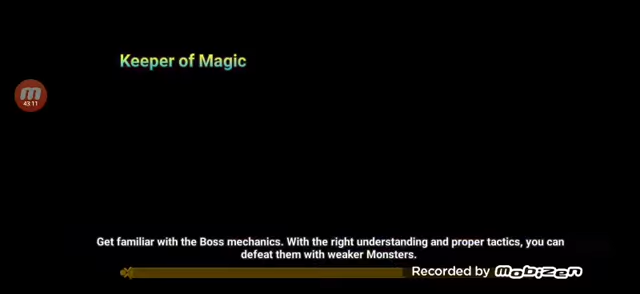 Keeper of Magic
43:11
Get familiar with the Boss mechanics. With the right understanding and proper tactics, you can
defeat them with weaker Monsters.
Recorded by Mobizen